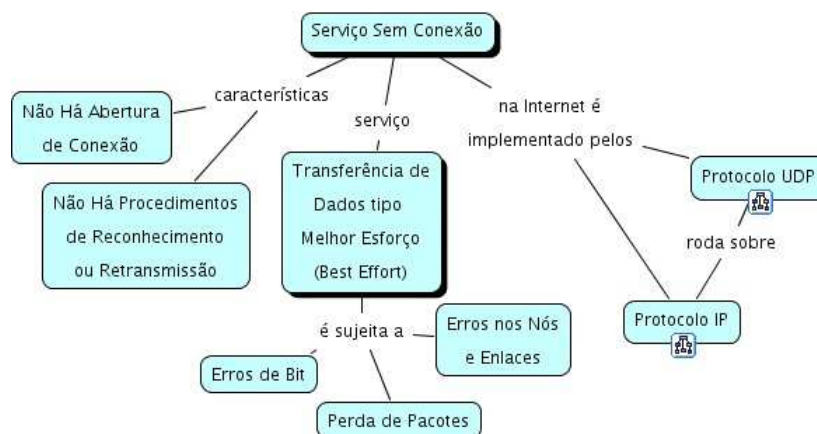 Serviço Sem Conexão
características
Não Há Abertura
de Conexão
Não Há Procedimentos
de Reconhecimento
ou Retransmissão
serviço
Transferência de
Dados tipo
Melhor Esforço
(Best Effort)
é sujeita a
Erros de Bit
Perda de Pacotes
Erros nos Nós
e Enlaces
na Internet é
implementado pelos
Protocolo UDP
roda sobre
Protocolo IP